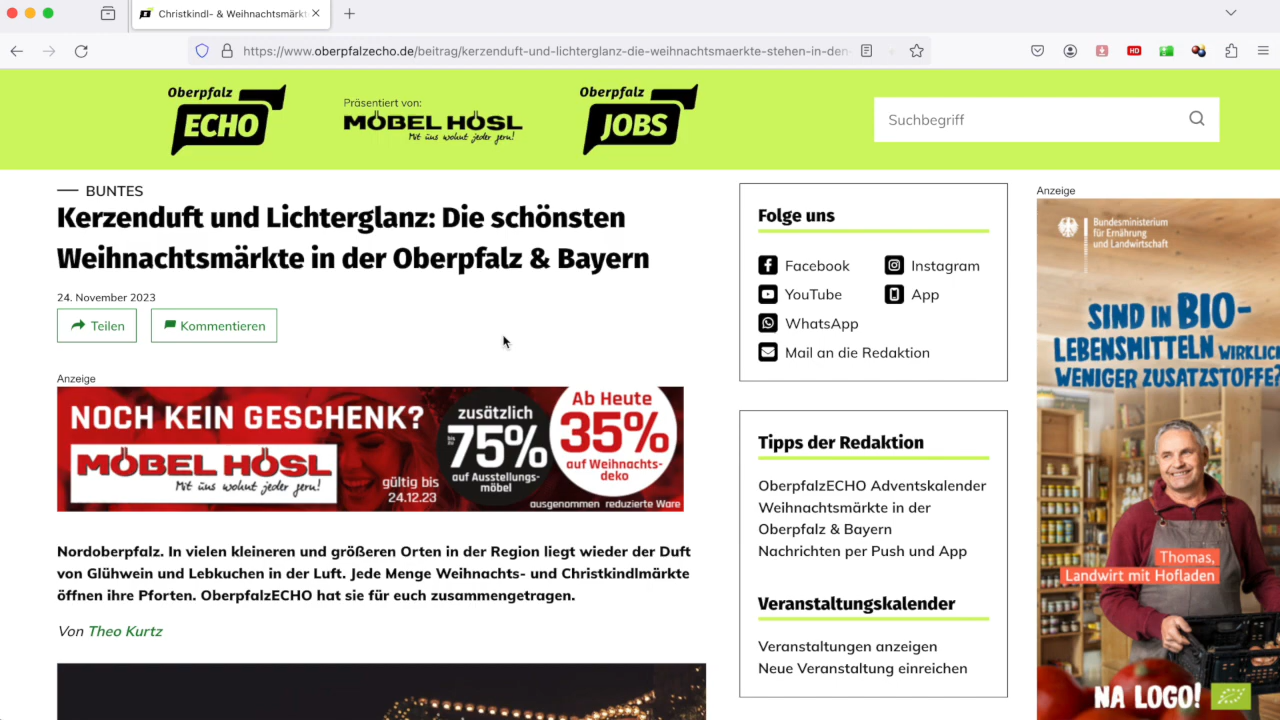 Christkindl- & Weihnachtsmärkt
https://www.oberpfalzecho.de/beitrag/kerzenduft-und-lichterglanz-die-weihnachtsmaerkte-stehen-in-den-
HD
Oberpfalz
ECHO
Präsentiert von:
MÖBEL HÖSL
Mit üns wohnt jeder gern!
Oberpfalz
JOBS
Suchbegriff
BUNTES
Kerzenduft und Lichterglanz: Die schönsten
Weihnachtsmärkte in der Oberpfalz & Bayern
24. November 2023
Teilen
Kommentieren
Anzeige
NOCH KEIN GESCHENK?
MÖBEL HÖSL
Mit üns wohnt jeder gern!
gültig bis
24.12.23
zusätzlich
bis zu
75%
auf Ausstellungs-
möbel
Ab Heute
35%
auf Weihnachts-
deko
ausgenommen reduzierte Ware
Nordoberpfalz. In vielen kleineren und größeren Orten in der Region liegt wieder der Duft
von Glühwein und Lebkuchen in der Luft. Jede Menge Weihnachts- und Christkindlmärkte
öffnen ihre Pforten. OberpfalzECHO hat sie für euch zusammengetragen.
Von Theo Kurtz
Folge uns
Facebook
Instagram
YouTube
App
WhatsApp
Mail an die Redaktion
Tipps der Redaktion
OberpfalzECHO Adventskalender
Weihnachtsmärkte in der
Oberpfalz & Bayern
Nachrichten per Push und App
Veranstaltungskalender
Veranstaltungen anzeigen
Neue Veranstaltung einreichen
Anzeige
Bundesministerium
für Ernährung
und Landwirtschaft
SIND IN BIO-
LEBENSMITTELN WIRKLIC
WENIGER ZUSATZSTOFFE?
Thomas,
Landwirt mit Hofladen
NA LOGO!